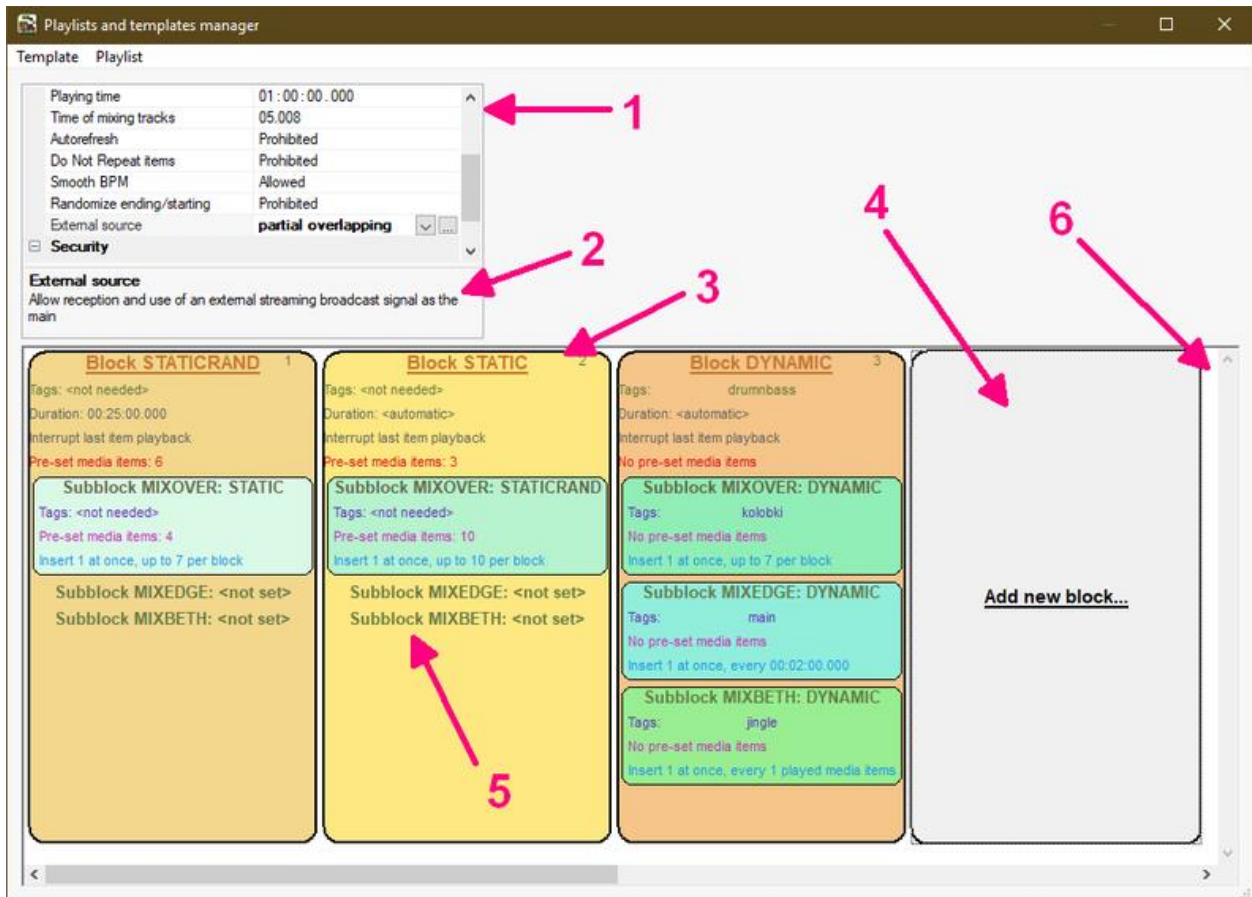 Playlists and templates manager
Template Playlist
Playing time 01:00:00.000
Time of mixing tracks 05.008
Autorefresh Prohibited
Do Not Repeat items Prohibited
Smooth BPM Allowed
Randomize ending/starting Prohibited
External source partial overlapping ...
Security
External source
Allow reception and use of an external streaming broadcast signal as the
main
1
2
3
4
6
Block STATICRAND 1
Tags: <not needed>
Duration: 00:25:00.000
Interrupt last item playback
Pre-set media items: 6
Subblock MIXOVER: STATIC
Tags: <not needed>
Pre-set media items: 4
Insert 1 at once, up to 7 per block
Subblock MIXEDGE: <not set>
Subblock MIXBETH: <not set>
Block STATIC 2
Tags: <not needed>
Duration: <automatic>
Interrupt last item playback
Pre-set media items: 3
Subblock MIXOVER: STATICRAND
Tags: <not needed>
Pre-set media items: 10
Insert 1 at once, up to 10 per block
Subblock MIXEDGE: <not set>
Subblock MIXBETH: <not set>
5
Block DYNAMIC 3
Tags: drumnbass
Duration: <automatic>
Interrupt last item playback
No pre-set media items
Subblock MIXOVER: DYNAMIC
Tags: kolobki
No pre-set media items
Insert 1 at once, up to 7 per block
Subblock MIXEDGE: DYNAMIC
Tags: main
No pre-set media items
Insert 1 at once, every 00:02:00.000
Subblock MIXBETH: DYNAMIC
Tags: jingle
No pre-set media items
Insert 1 at once, every 1 played media items
Add new block...